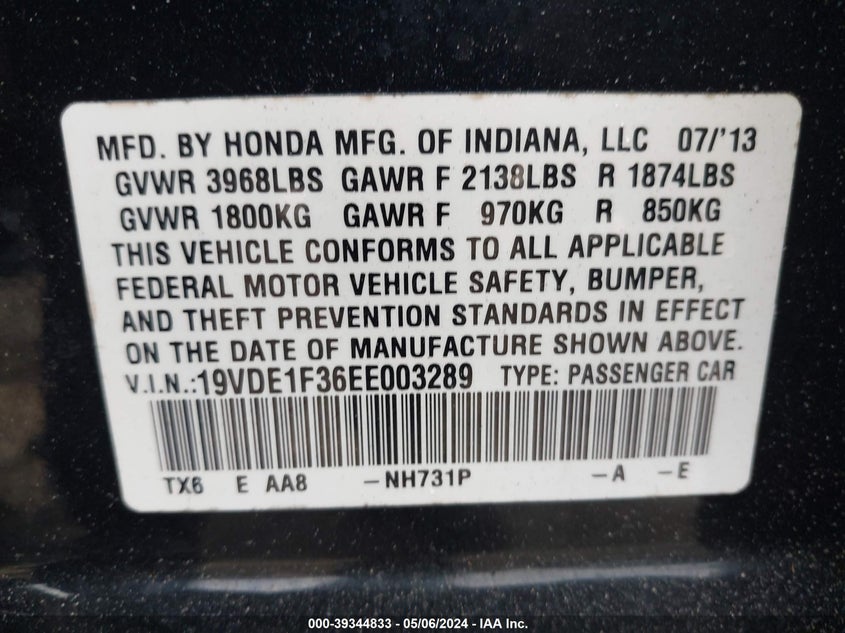 MFD. BY HONDA MFG. OF INDIANA, LLC 07/'13
GVWR 3968LBS GAWR F 2138LBS R 1874LBS
GVWR 1800KG GAWR F 970KG R 850KG
THIS VEHICLE CONFORMS TO ALL APPLICABLE
FEDERAL MOTOR VEHICLE SAFETY, BUMPER,
AND THEFT PREVENTION STANDARDS IN EFFECT
ON THE DATE OF MANUFACTURE SHOWN ABOVE.
V.I.N.:19VDE1F36EE003289 TYPE: PASSENGER CAR
TX6 E AA8 -NH731P -A -E
000-39344833 - 05/06/2024 - IAA Inc.